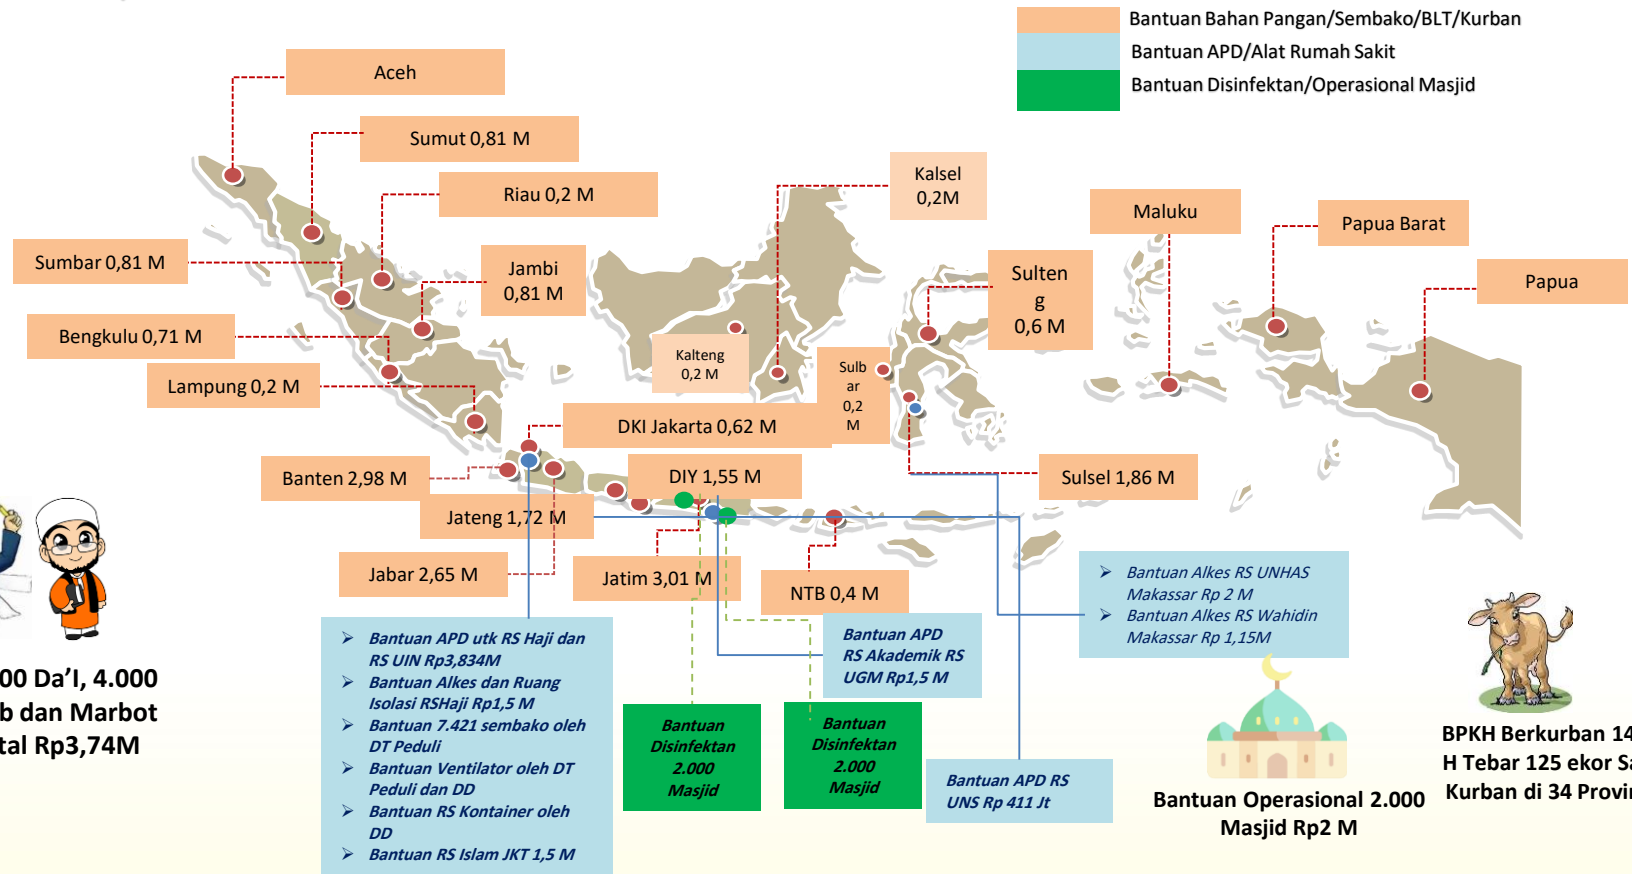 Bantuan Bahan Pangan/Sembako/BLT/Kurban
Bantuan APD/Alat Rumah Sakit
Bantuan Disinfektan/Operasional Masjid
Aceh
Sumut 0,81 M
Riau 0,2 M
Sumbar 0,81 M
Jambi
0,81 M
Bengkulu 0,71 M
Lampung 0,2 M
Kalsel
0,2M
Kalteng
0,2 M
Sulb
ar
0,2
M
Sulten
g
0,6 M
Maluku
Papua Barat
Papua
DKI Jakarta 0,62 M
Banten 2,98 M
DIY 1,55 M
Sulsel 1,86 M
Jateng 1,72 M
Jabar 2,65 M
Jatim 3,01 M
NTB 0,4 M
00 Da’I, 4.000
b dan Marbot
tal Rp3,74M
➢ Bantuan APD utk RS Haji dan
RS UIN Rp3,834M
➢ Bantuan Alkes dan Ruang
Isolasi RSHaji Rp1,5 M
➢ Bantuan 7.421 sembako oleh
DT Peduli
➢ Bantuan Ventilator oleh DT
Peduli dan DD
➢ Bantuan RS Kontainer oleh
DD
➢ Bantuan RS Islam JKT 1,5 M
Bantuan
Disinfektan
2.000
Masjid
Bantuan
Disinfektan
2.000
Masjid
Bantuan APD
RS Akademik RS
UGM Rp1,5 M
Bantuan APD RS
UNS Rp 411 Jt
➢ Bantuan Alkes RS UNHAS
Makassar Rp 2 M
➢ Bantuan Alkes RS Wahidin
Makassar Rp 1,15M
Bantuan Operasional 2.000
Masjid Rp2 M
BPKH Berkurban 14
H Tebar 125 ekor Sa
Kurban di 34 Provin